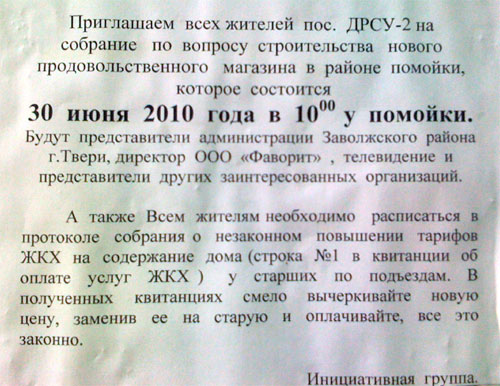 Приглашаем всех жителей пос. ДРСУ-2 на
собрание по вопросу строительства нового
продовольственного магазина в районе помойки,
которое состоится
30 июня 2010 года в 10⁰⁰ у помойки.
Будут представители администрации Заволжского района
г.Твери, директор ООО «Фаворит» , телевидение и
представители других заинтересованных организаций.
А также Всем жителям необходимо расписаться в
протоколе собрания о незаконном повышении тарифов
ЖКХ на содержание дома (строка №1 в квитанции об
оплате услуг ЖКХ ) у старших по подъездам. В
полученных квитанциях смело вычеркивайте новую
цену, заменив ее на старую и оплачивайте, все это
законно.
Инициативная группа.